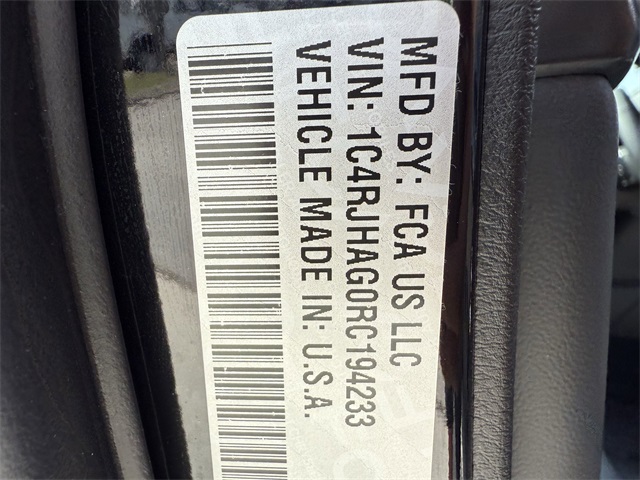 MFD BY: FCA US LLC
VIN: 1C4RJHAG0RC194233
VEHICLE MADE IN: U.S.A.